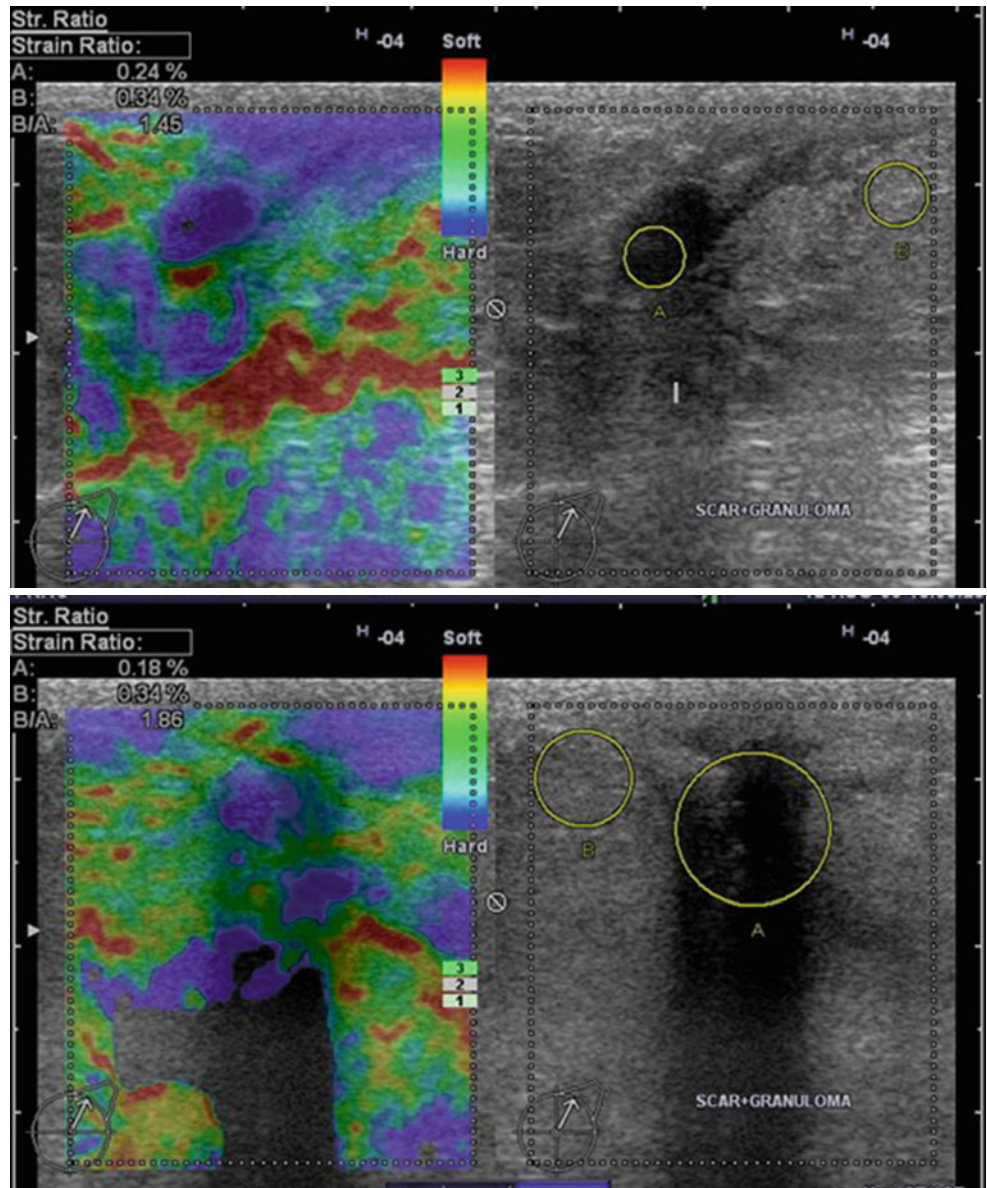 Str. Ratio
Strain Ratio:
A: 0.24 %
B: 0.34 %
B/A: 1.45
H -04
Soft
H -04
Hard
B
A
3
2
1
SCAR+GRANULOMA
Str. Ratio
Strain Ratio:
A: 0.18 %
B: 0.34 %
B/A: 1.86
H -04
Soft
H -04
Hard
B
A
3
2
1
SCAR+GRANULOMA